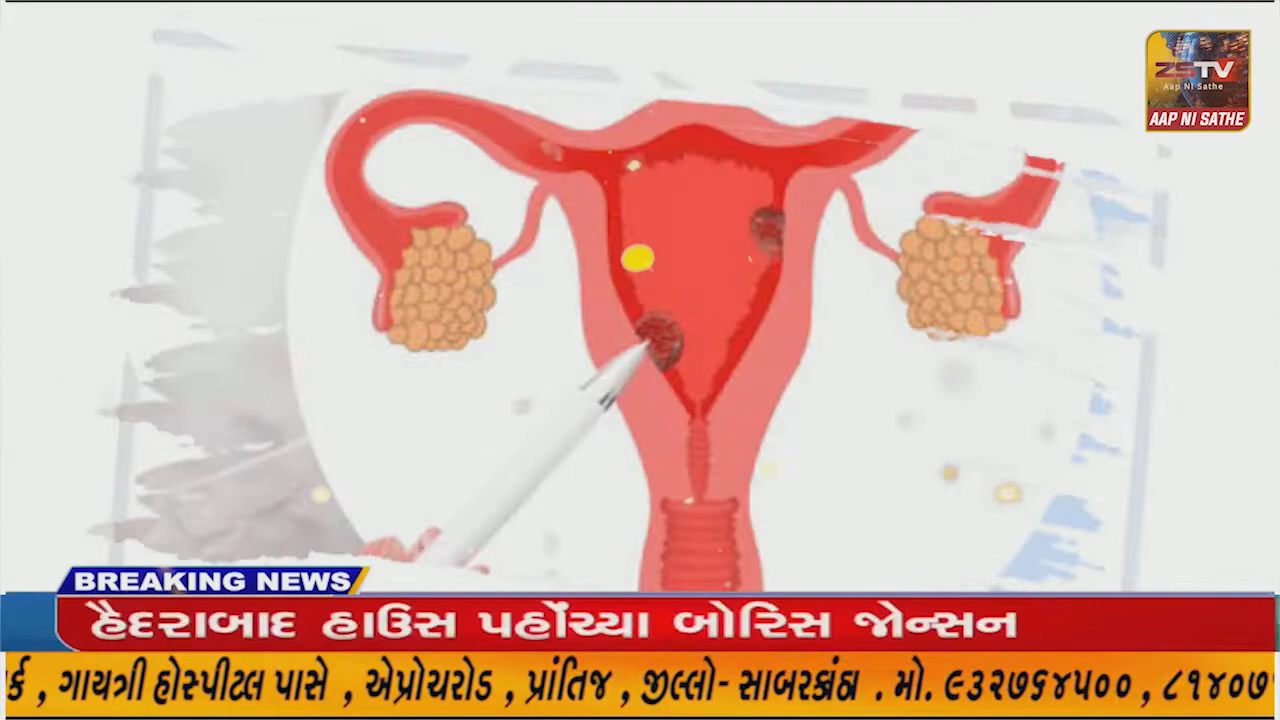 ZSTV
Aap Ni Sathe
AAP NI SATHE
BREAKING NEWS
હૈદરાબાદ હાઉસ પહોંચ્યા બોરિસ જોન્સન
ર્ક , ગાયત્રી હોસ્પીટલ પાસે , એપ્રોચરોડ , પ્રાંતિજ , જીલ્લો- સાબરકાંઠા . મો. ૯૩૨૭૬૪૫૦૦ , ૮૧૪૦૭